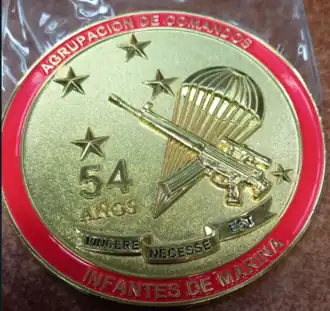 AGRUPACION DE COMANDOS
54
AÑOS
VINCERE NECESSE EST
INFANTES DE MARINA